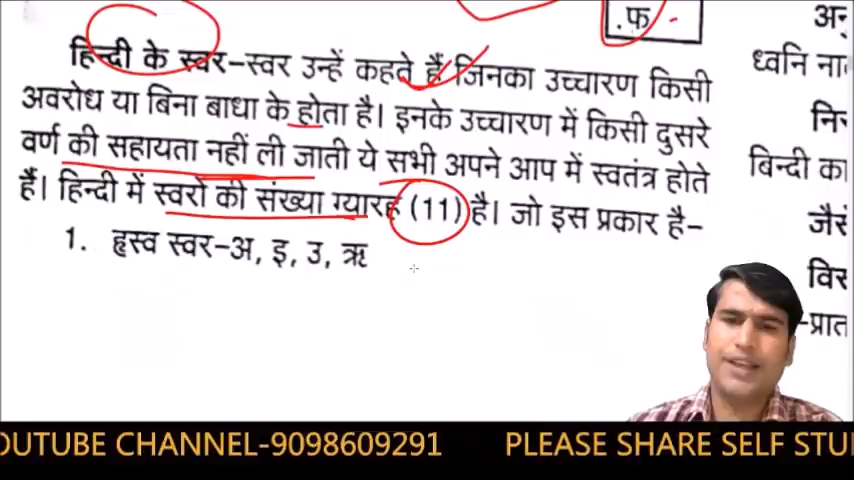 .फ
अनु
हिन्दी के स्वर–स्वर उन्हें कहते हैं जिनका उच्चारण किसी
ध्वनि ना
अवरोध या बिना बाधा के होता है। इनके उच्चारण में किसी दुसरे
वर्ण की सहायता नहीं ली जाती ये सभी अपने आप में स्वतंत्र होते
बिन्दी का
हैं। हिन्दी में स्वरों की संख्या ग्यारह (11) है। जो इस प्रकार है–
जैसे
1. ह्रस्व स्वर–अ, इ, उ, ऋ
–प्रात
OUTUBE CHANNEL-9098609291 PLEASE SHARE SELF STU